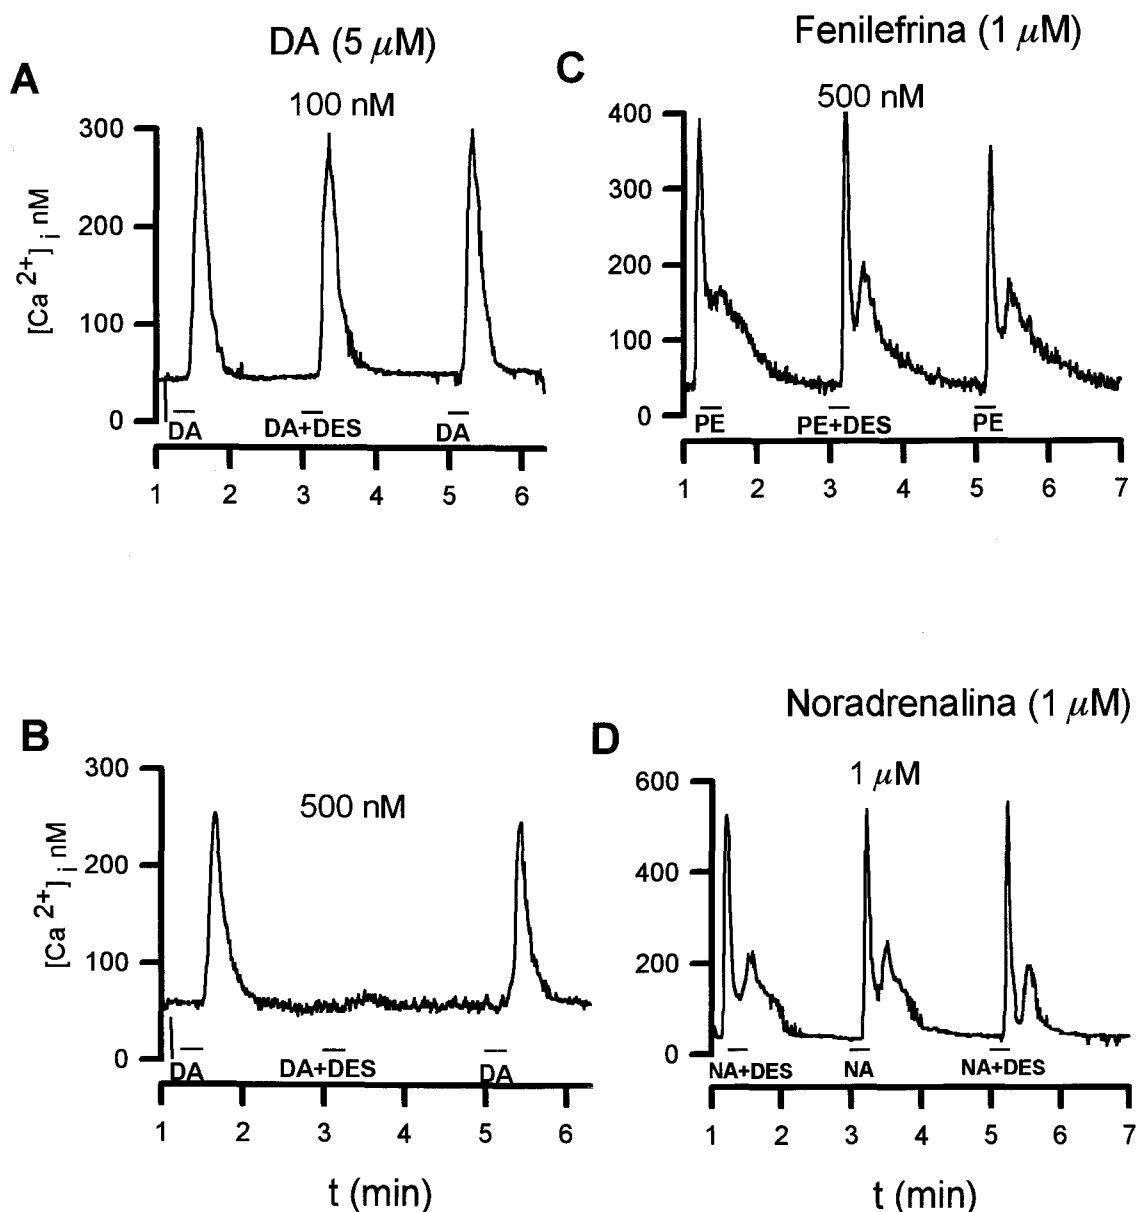 DA (5 μM)
A
100 nM
300
200
100
0
[Ca 2+] i nM
DA
DA+DES
DA
1 2 3 4 5 6
Fenilefrina (1 μM)
C
500 nM
400
300
200
100
0
PE
PE+DES
PE
1 2 3 4 5 6 7
B
500 nM
300
200
100
0
[Ca 2+] i nM
DA
DA+DES
DA
1 2 3 4 5 6
t (min)
Noradrenalina (1 μM)
D
1 μM
600
400
200
0
NA+DES
NA
NA+DES
1 2 3 4 5 6 7
t (min)